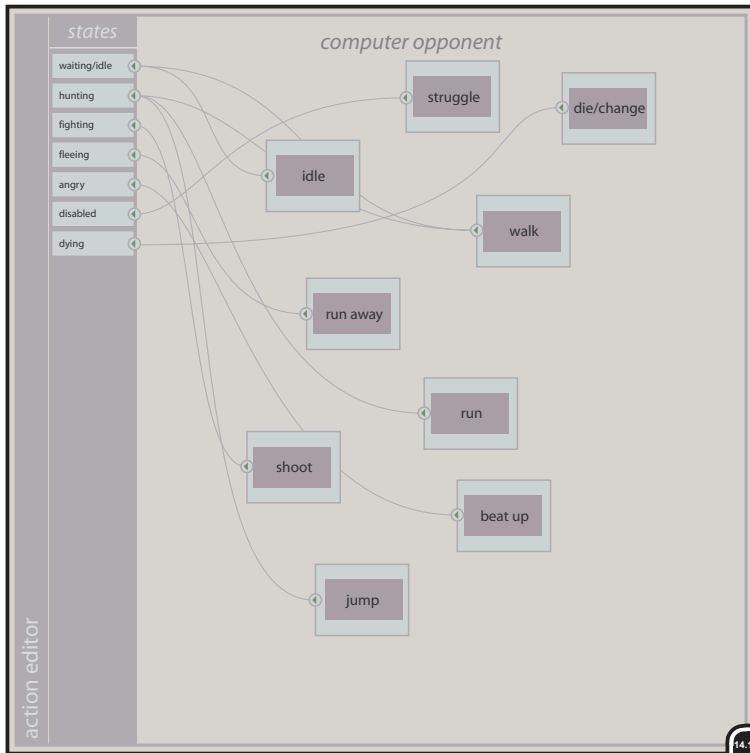 states
computer opponent
waiting/idle
hunting
fighting
fleeing
angry
disabled
dying
struggle
die/change
idle
walk
run away
run
shoot
beat up
jump
action editor